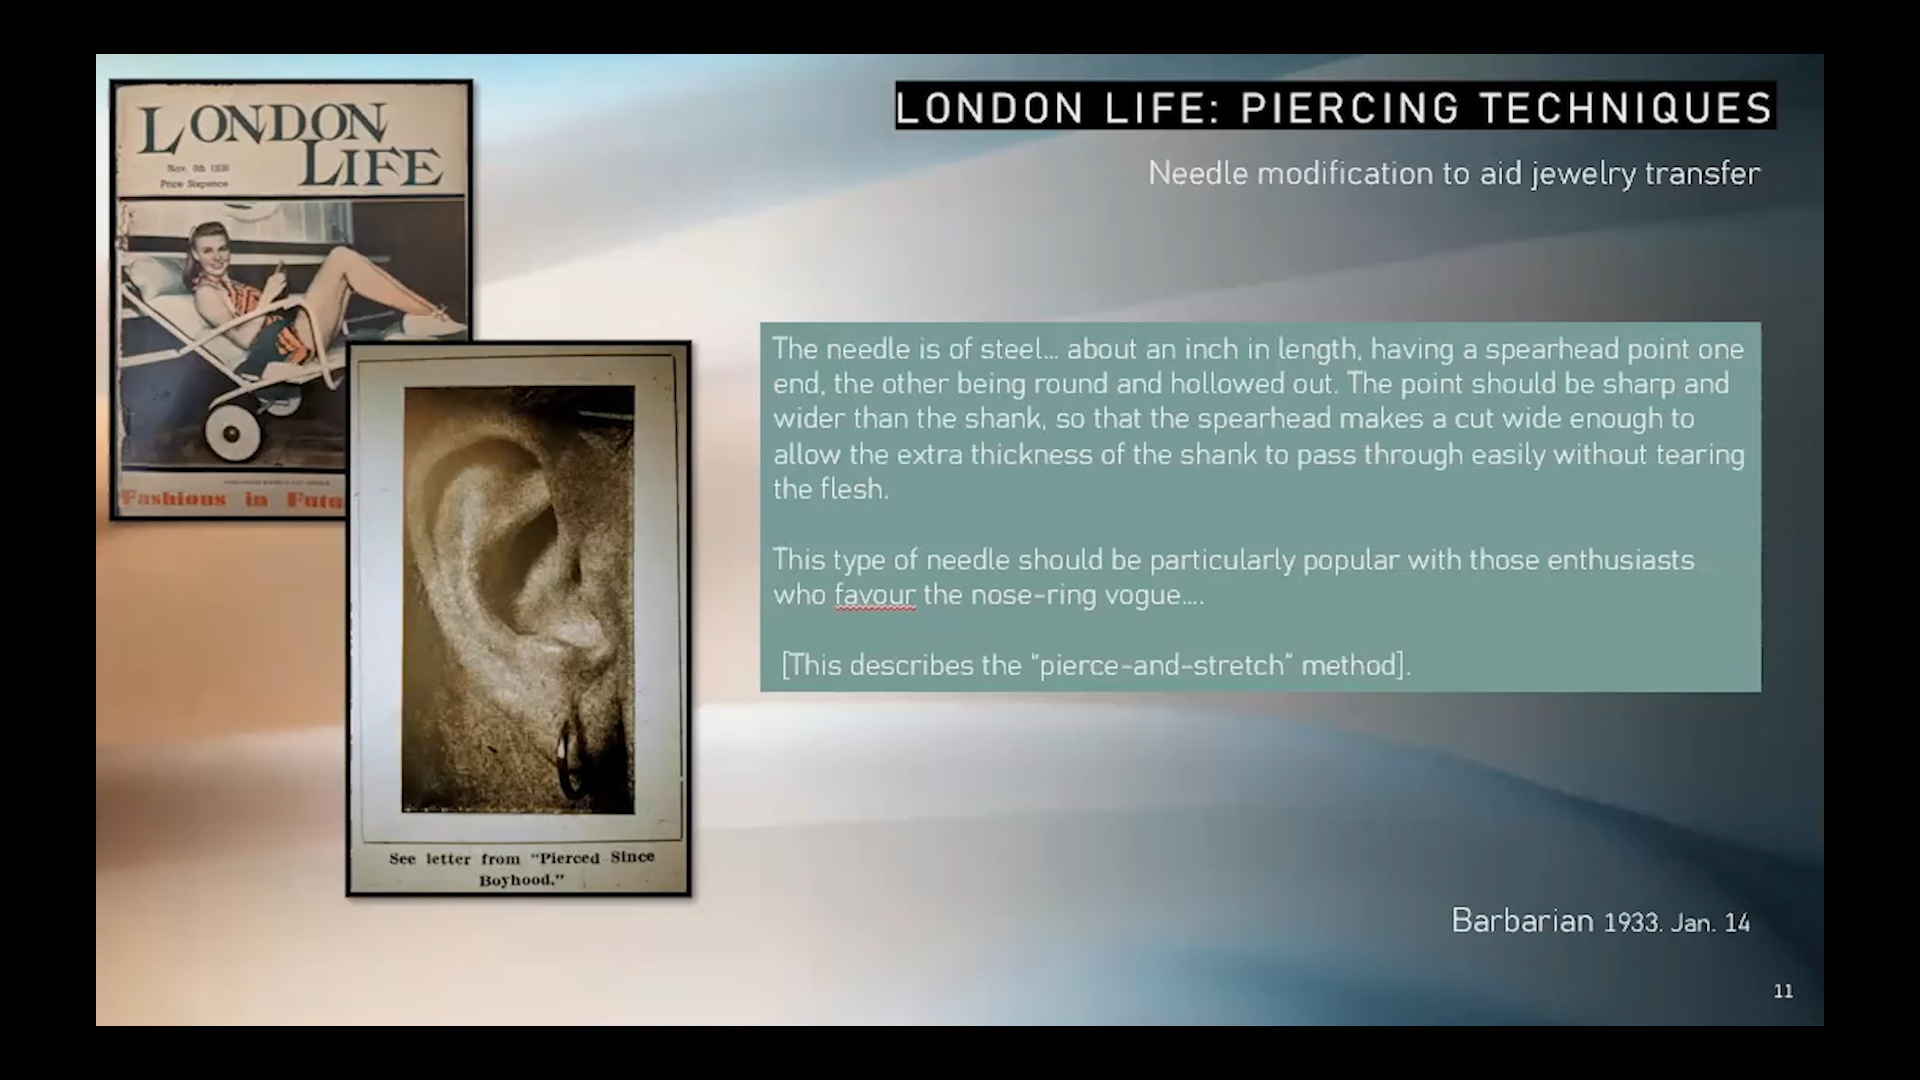 LONDON LIFE: PIERCING TECHNIQUES
Needle modification to aid jewelry transfer
LONDON
LIFE
Price Sixpence
Fashions in Futu
The needle is of steel... about an inch in length, having a spearhead point one
end, the other being round and hollowed out. The point should be sharp and
wider than the shank, so that the spearhead makes a cut wide enough to
allow the extra thickness of the shank to pass through easily without tearing
the flesh.
This type of needle should be particularly popular with those enthusiasts
who favour the nose-ring vogue....
[This describes the "pierce-and-stretch" method].
See letter from "Pierced Since
Boyhood."
Barbarian 1933. Jan. 14
11